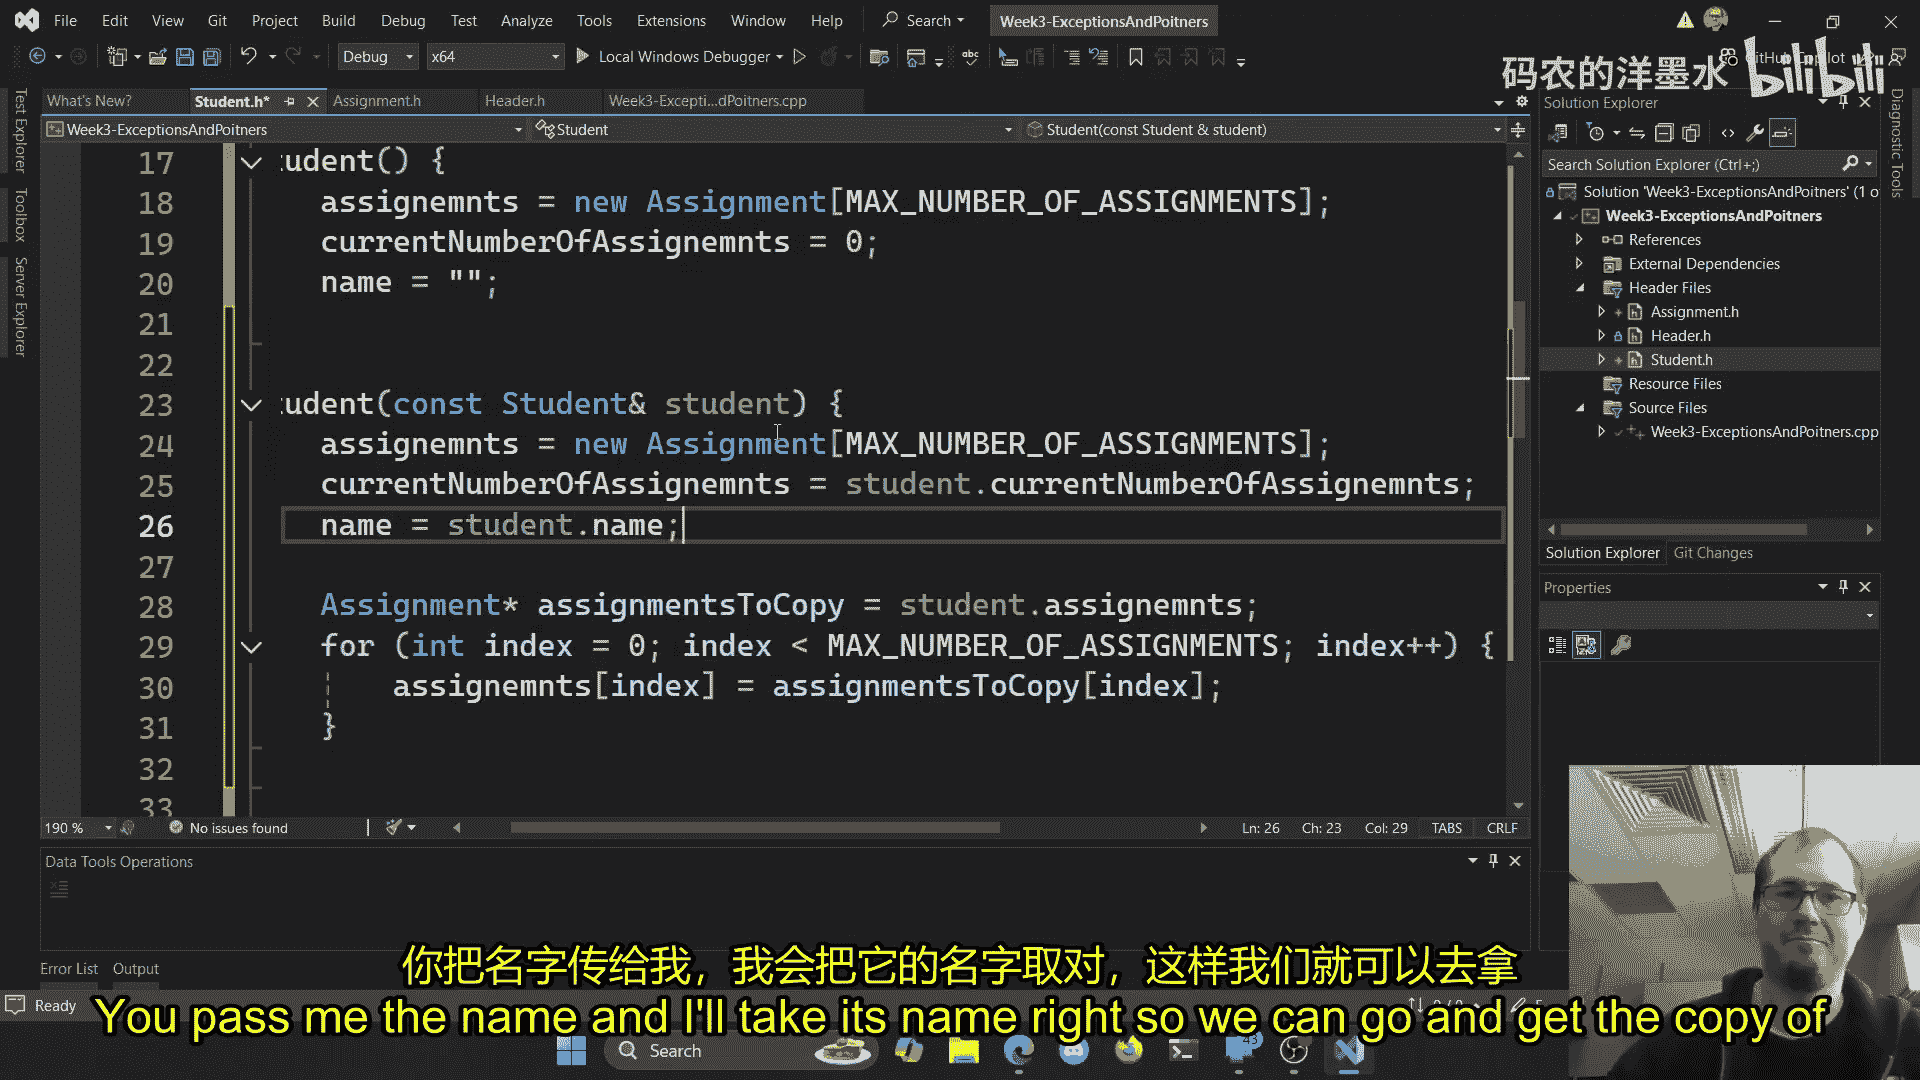 File Edit View Git Project Build Debug Test Analyze Tools Extensions Window Help Search Week3-ExceptionsAndPoitners
Debug x64 Local Windows Debugger
码农的洋墨水 bilibili
What's New? Student.h* Assignment.h Header.h Week3-Excepti...dPoitners.cpp
Week3-ExceptionsAndPoitners Student Student(const Student & student)
17 udent() {
18 assignemnts = new Assignment[MAX_NUMBER_OF_ASSIGNMENTS];
19 currentNumberOfAssignemnts = 0;
20 name = "";
21
22
23 udent(const Student& student) {
24 assignemnts = new Assignment[MAX_NUMBER_OF_ASSIGNMENTS];
25 currentNumberOfAssignemnts = student.currentNumberOfAssignemnts;
26 name = student.name;
27
28 Assignment* assignmentsToCopy = student.assignemnts;
29 for (int index = 0; index < MAX_NUMBER_OF_ASSIGNMENTS; index++) {
30 assignemnts[index] = assignmentsToCopy[index];
31 }
32
33
190 % No issues found Ln: 26 Ch: 23 Col: 29 TABS CRLF
Data Tools Operations
Error List Output
Ready
Test Explorer
Toolbox
Server Explorer
Solution Explorer
Search Solution Explorer (Ctrl+;)
Solution 'Week3-ExceptionsAndPoitners' (1 o
Week3-ExceptionsAndPoitners
References
External Dependencies
Header Files
Assignment.h
Header.h
Student.h
Resource Files
Source Files
Week3-ExceptionsAndPoitners.cpp
Solution Explorer Git Changes
Properties
Diagnostic Tools
你把名字传给我，我会把它的名字取对，这样我们就可以去拿
You pass me the name and I'll take its name right so we can go and get the copy of
Search
43